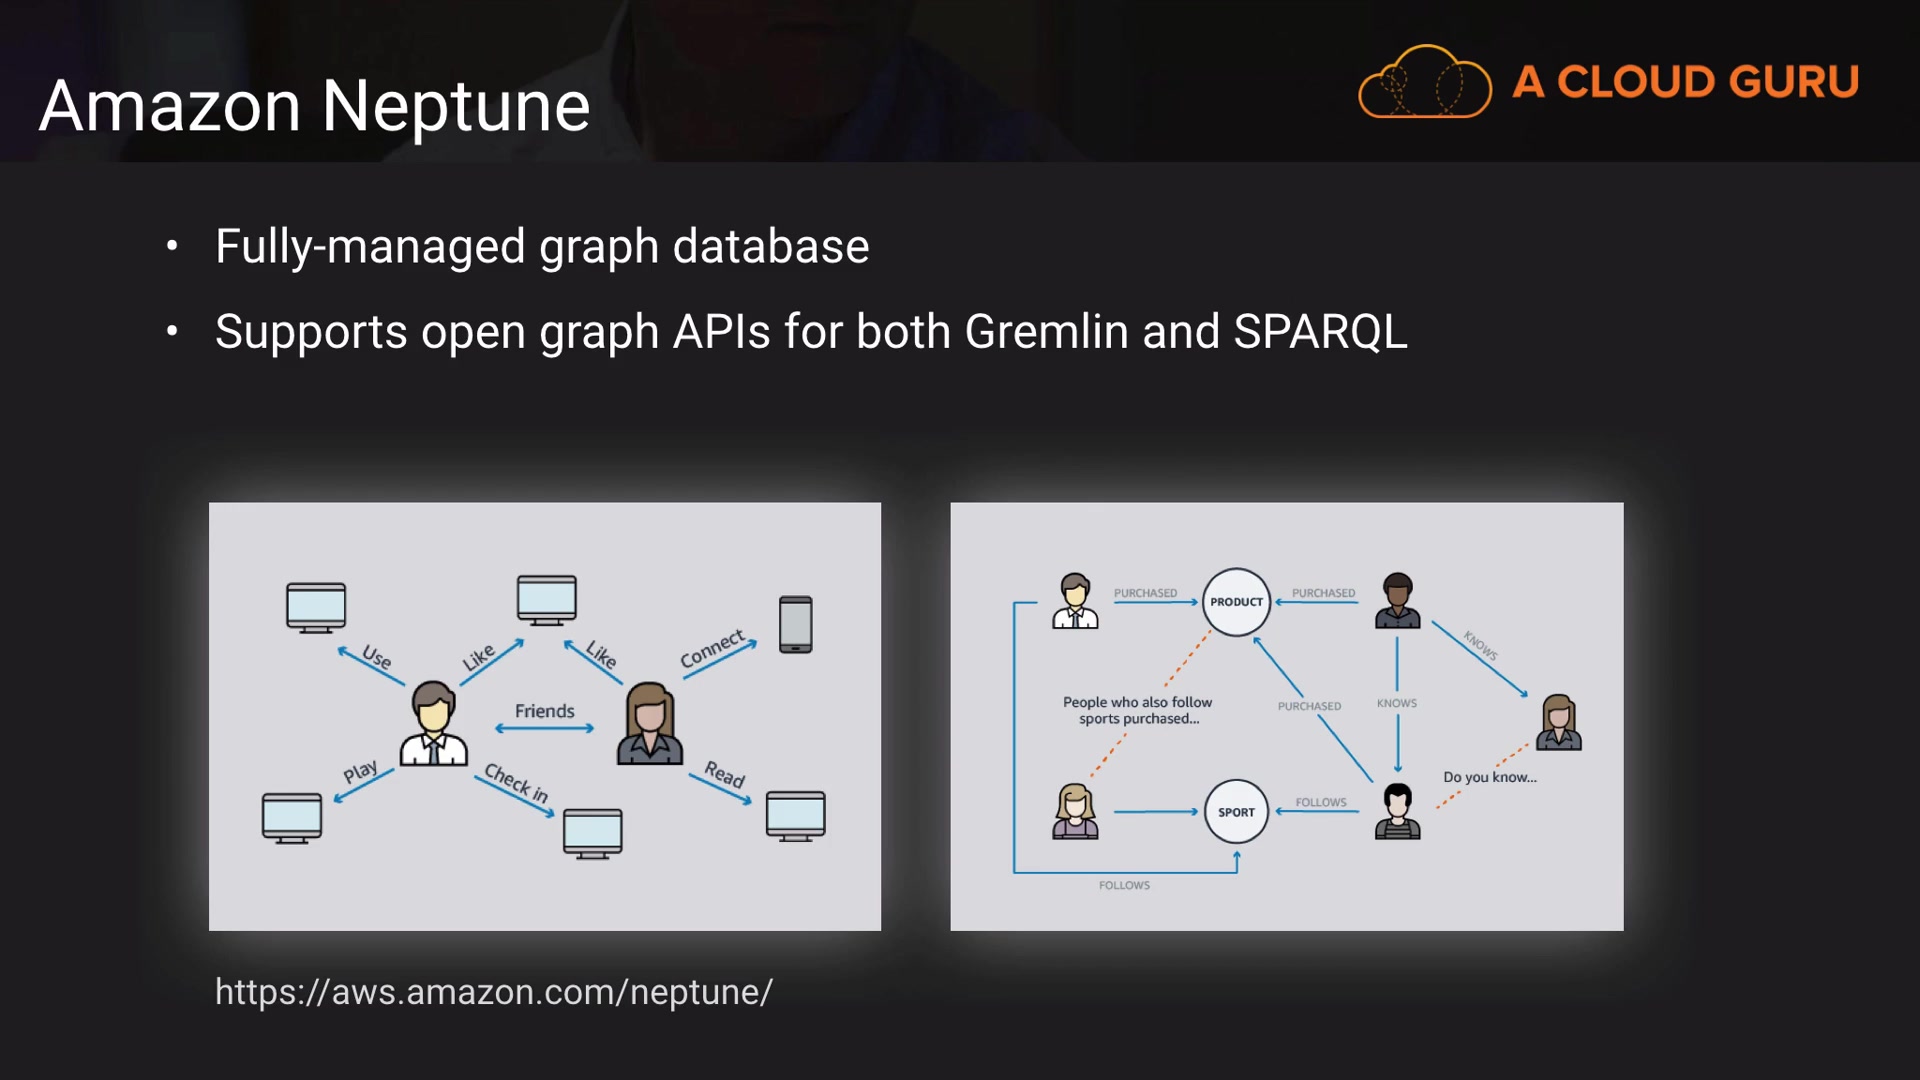 Amazon Neptune
A CLOUD GURU
• Fully-managed graph database
• Supports open graph APIs for both Gremlin and SPARQL
Use
Like
Like
Connect
Friends
Play
Check in
Read
PURCHASED
PRODUCT
PURCHASED
KNOWS
People who also follow
sports purchased...
PURCHASED
KNOWS
Do you know...
SPORT
FOLLOWS
FOLLOWS
https://aws.amazon.com/neptune/